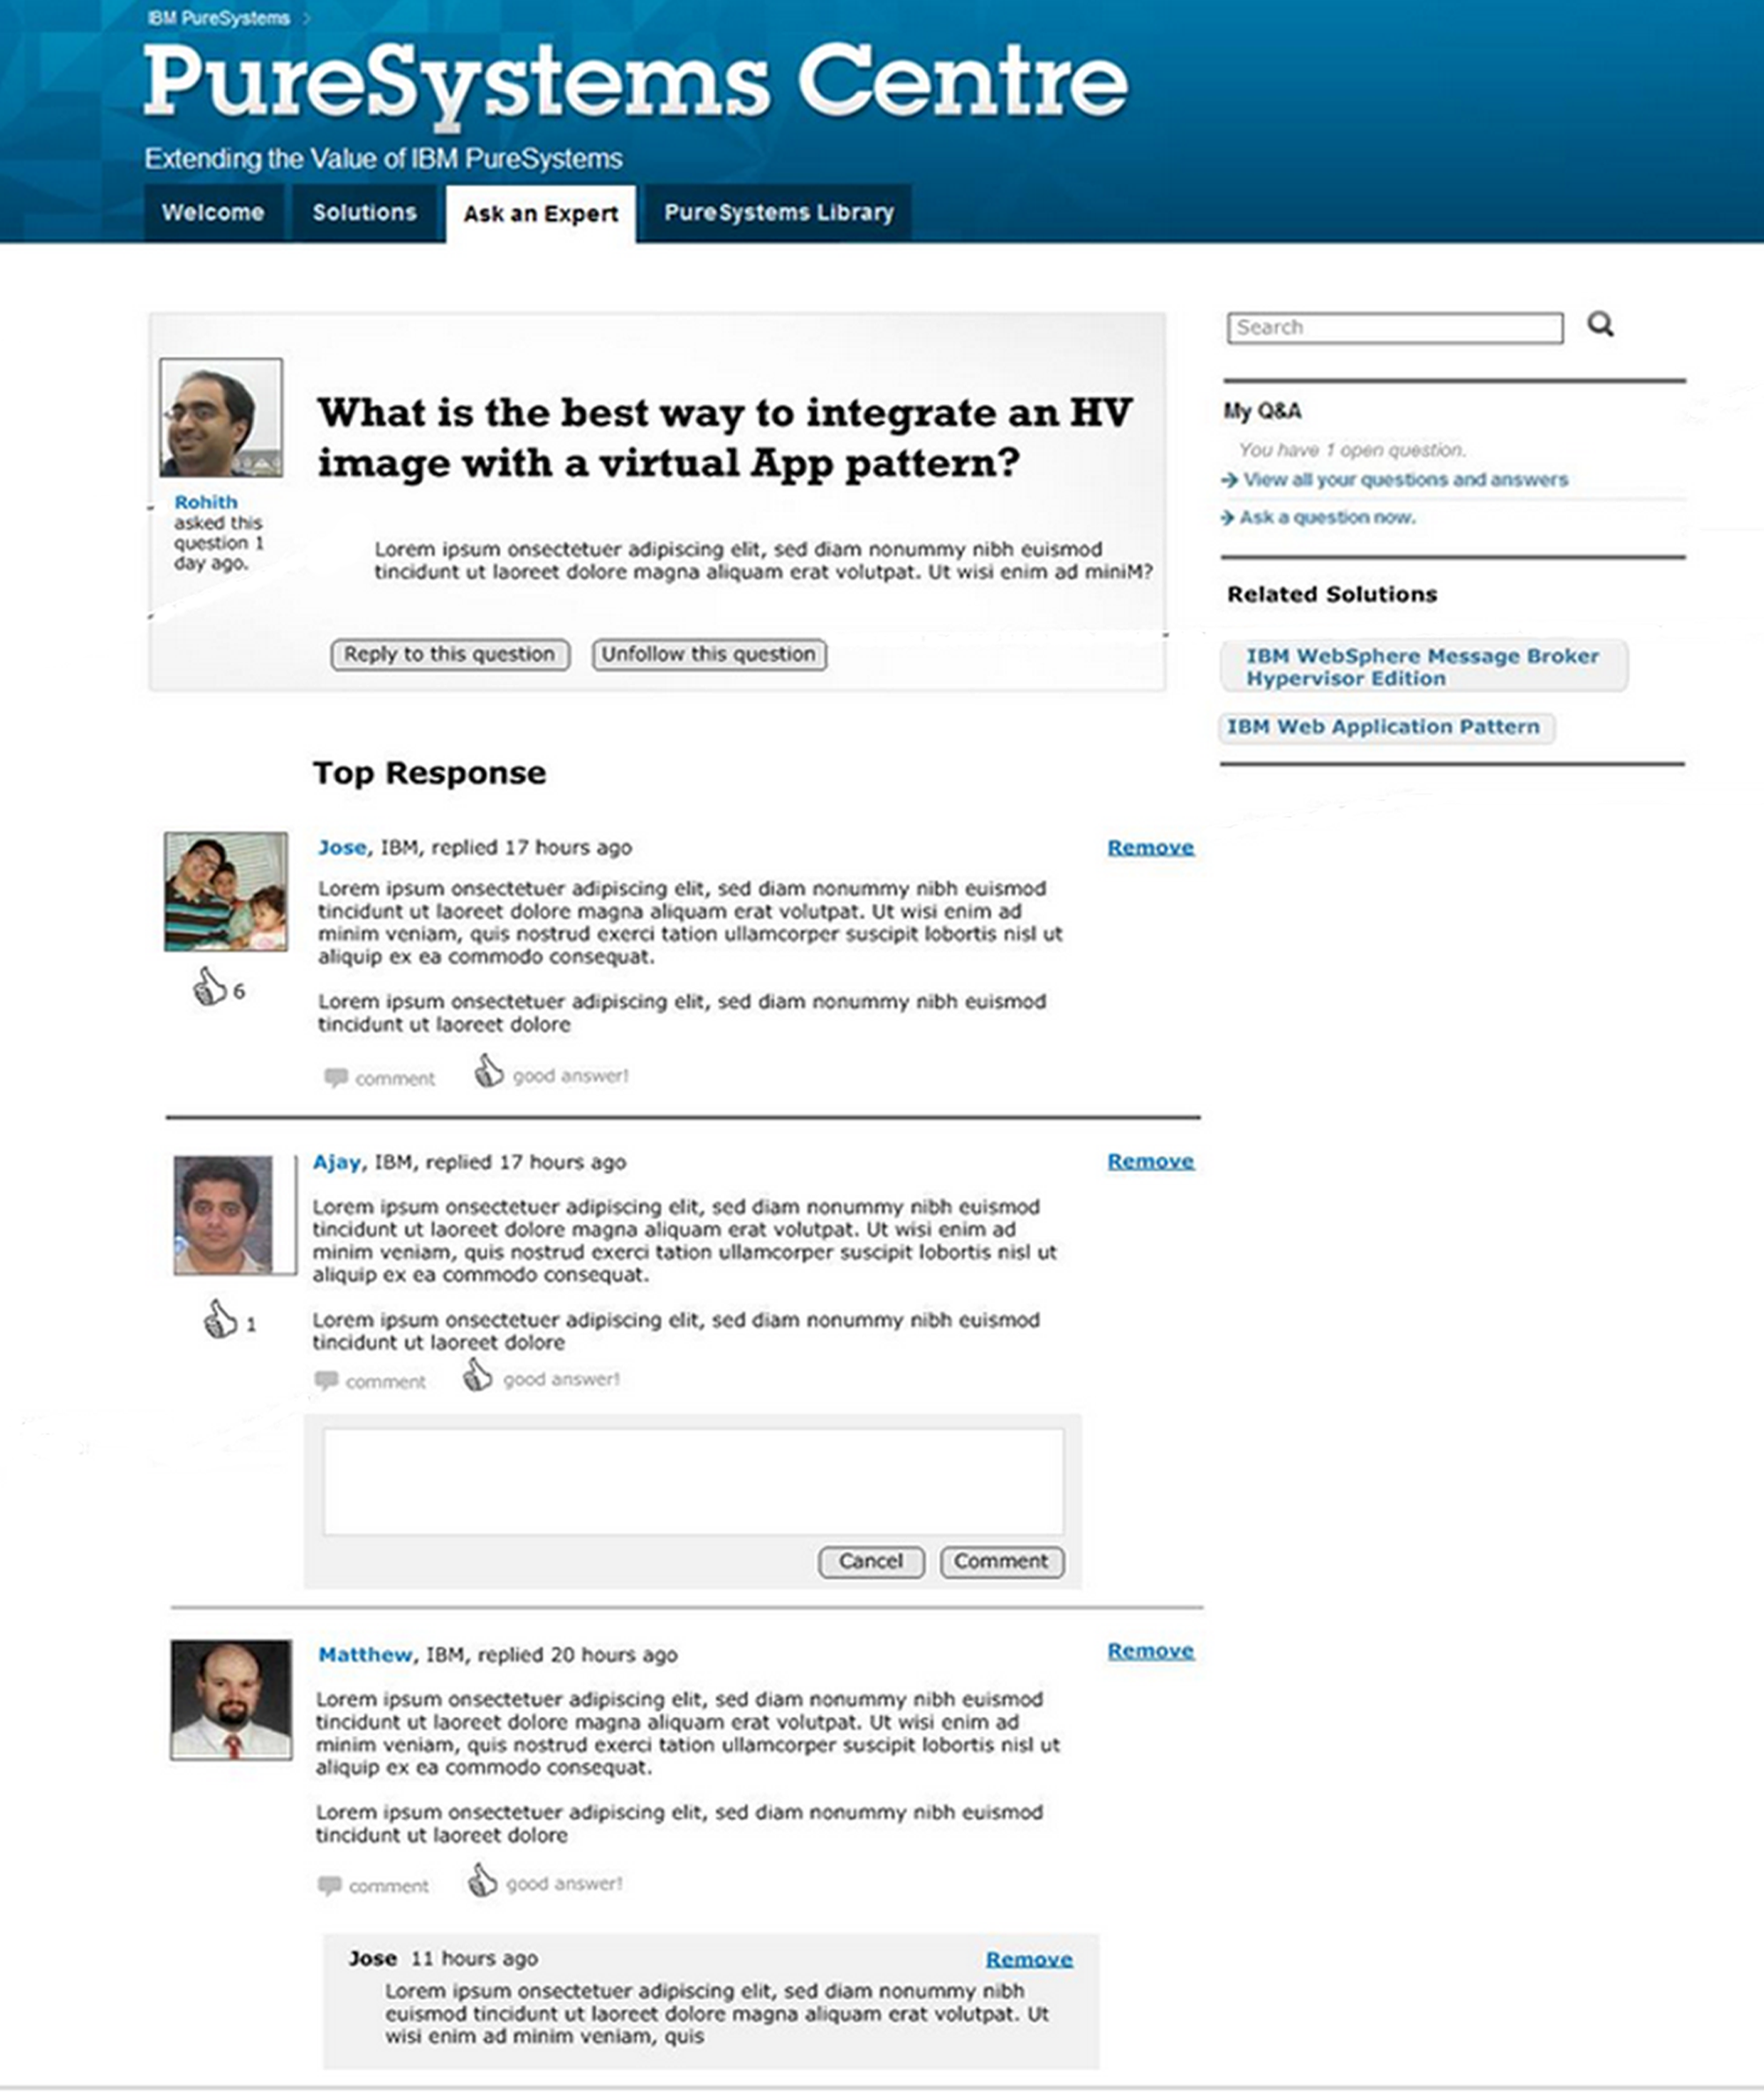 IBM PureSystems
PureSystems Centre
Extending the Value of IBM PureSystems
Welcome
Solutions
Ask an Expert
PureSystems Library
What is the best way to integrate an HV
image with a virtual App pattern?
Rohith
asked this
question 1
day ago.
Lorem ipsum onsectetuer adipiscing elit, sed diam nonummy nibh euismod
tincidunt ut laoreet dolore magna aliquam erat volutpat. Ut wisi enim ad miniM?
Reply to this question
Unfollow this question
Search
My Q&A
You have 1 open question.
View all your questions and answers
Ask a question now.
Related Solutions
IBM WebSphere Message Broker
Hypervisor Edition
IBM Web Application Pattern
Top Response
Jose, IBM, replied 17 hours ago
Remove
Lorem ipsum onsectetuer adipiscing elit, sed diam nonummy nibh euismod
tincidunt ut laoreet dolore magna aliquam erat volutpat. Ut wisi enim ad
minim veniam, quis nostrud exerci tation ullamcorper suscipit lobortis nisl ut
aliquip ex ea commodo consequat.
6
Lorem ipsum onsectetuer adipiscing elit, sed diam nonummy nibh euismod
tincidunt ut laoreet dolore
comment
good answer!
Ajay, IBM, replied 17 hours ago
Remove
Lorem ipsum onsectetuer adipiscing elit, sed diam nonummy nibh euismod
tincidunt ut laoreet dolore magna aliquam erat volutpat. Ut wisi enim ad
minim veniam, quis nostrud exerci tation ullamcorper suscipit lobortis nisl ut
aliquip ex ea commodo consequat.
1
Lorem ipsum onsectetuer adipiscing elit, sed diam nonummy nibh euismod
tincidunt ut laoreet dolore
comment
good answer!
Cancel
Comment
Matthew, IBM, replied 20 hours ago
Remove
Lorem ipsum onsectetuer adipiscing elit, sed diam nonummy nibh euismod
tincidunt ut laoreet dolore magna aliquam erat volutpat. Ut wisi enim ad
minim veniam, quis nostrud exerci tation ullamcorper suscipit lobortis nisl ut
aliquip ex ea commodo consequat.
Lorem ipsum onsectetuer adipiscing elit, sed diam nonummy nibh euismod
tincidunt ut laoreet dolore
comment
good answer!
Jose 11 hours ago
Remove
Lorem ipsum onsectetuer adipiscing elit, sed diam nonummy nibh
euismod tincidunt ut laoreet dolore magna aliquam erat volutpat. Ut
wisi enim ad minim veniam, quis